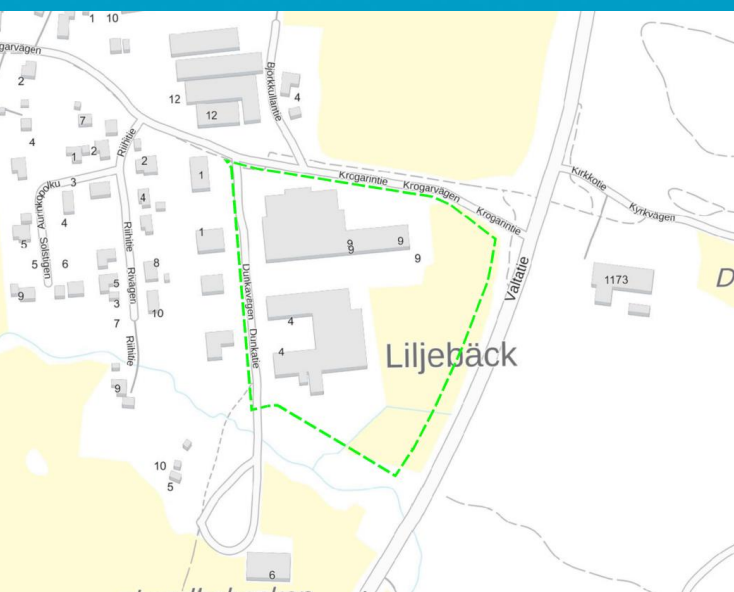 1 10
garvägen
2
12
12
Björkkullantie
4
7
4
Riihitie
1
2
2
3
Aurinkopolku
Solstigen
4
4
1
Krogarintie
Krogarvägen
Krogarintie
Kirkkotie
Kyrkvägen
5
5
6
Riihitie
Rivägen
8
1
9
9
9
9
Valtatie
1173
D
9
5
3
7
10
Riihitie
Dunkavägen
Dunkatie
4
4
Liljebäck
9
10
5
6